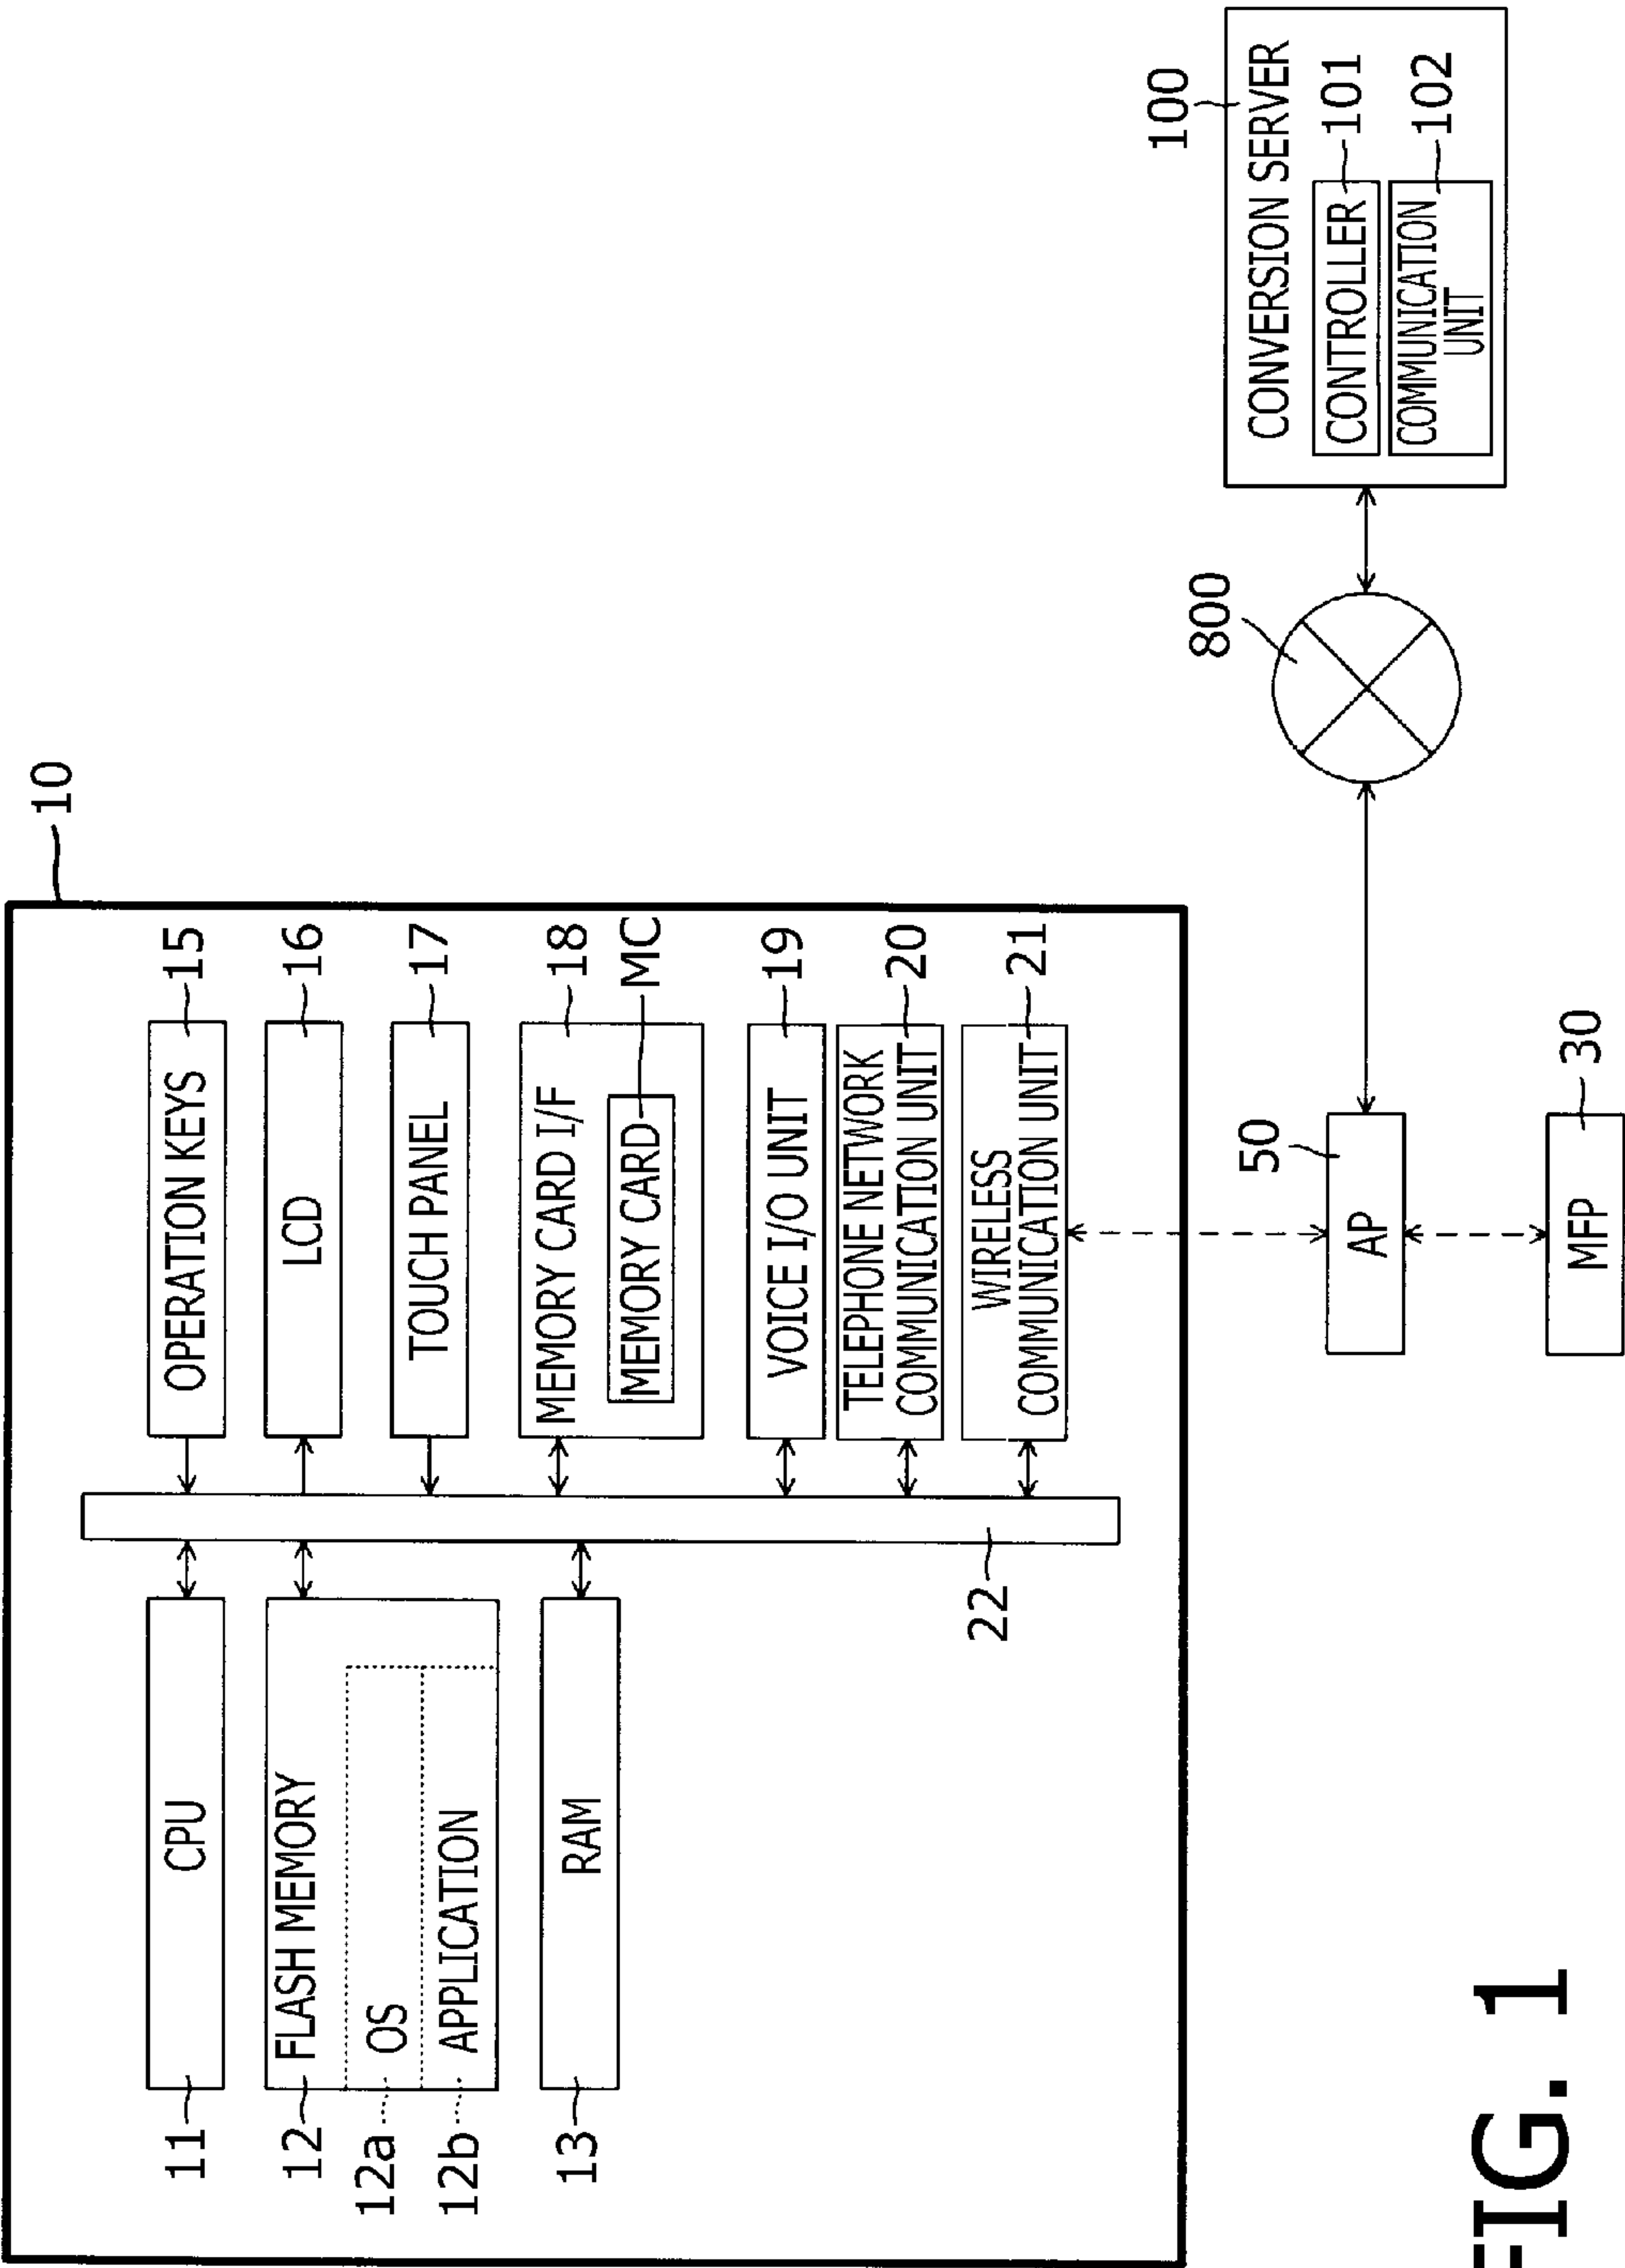 10
11
CPU
12
FLASH MEMORY
12a
OS
12b
APPLICATION
13
RAM
22
OPERATION KEYS
15
LCD
16
TOUCH PANEL
17
MEMORY CARD I/F
18
MEMORY CARD
MC
VOICE I/O UNIT
19
TELEPHONE NETWORK
COMMUNICATION UNIT
20
WIRELESS
COMMUNICATION UNIT
21
50
AP
MFP
30
800
100
CONVERSION SERVER
CONTROLLER
101
COMMUNICATION
UNIT
102
FIG. 1